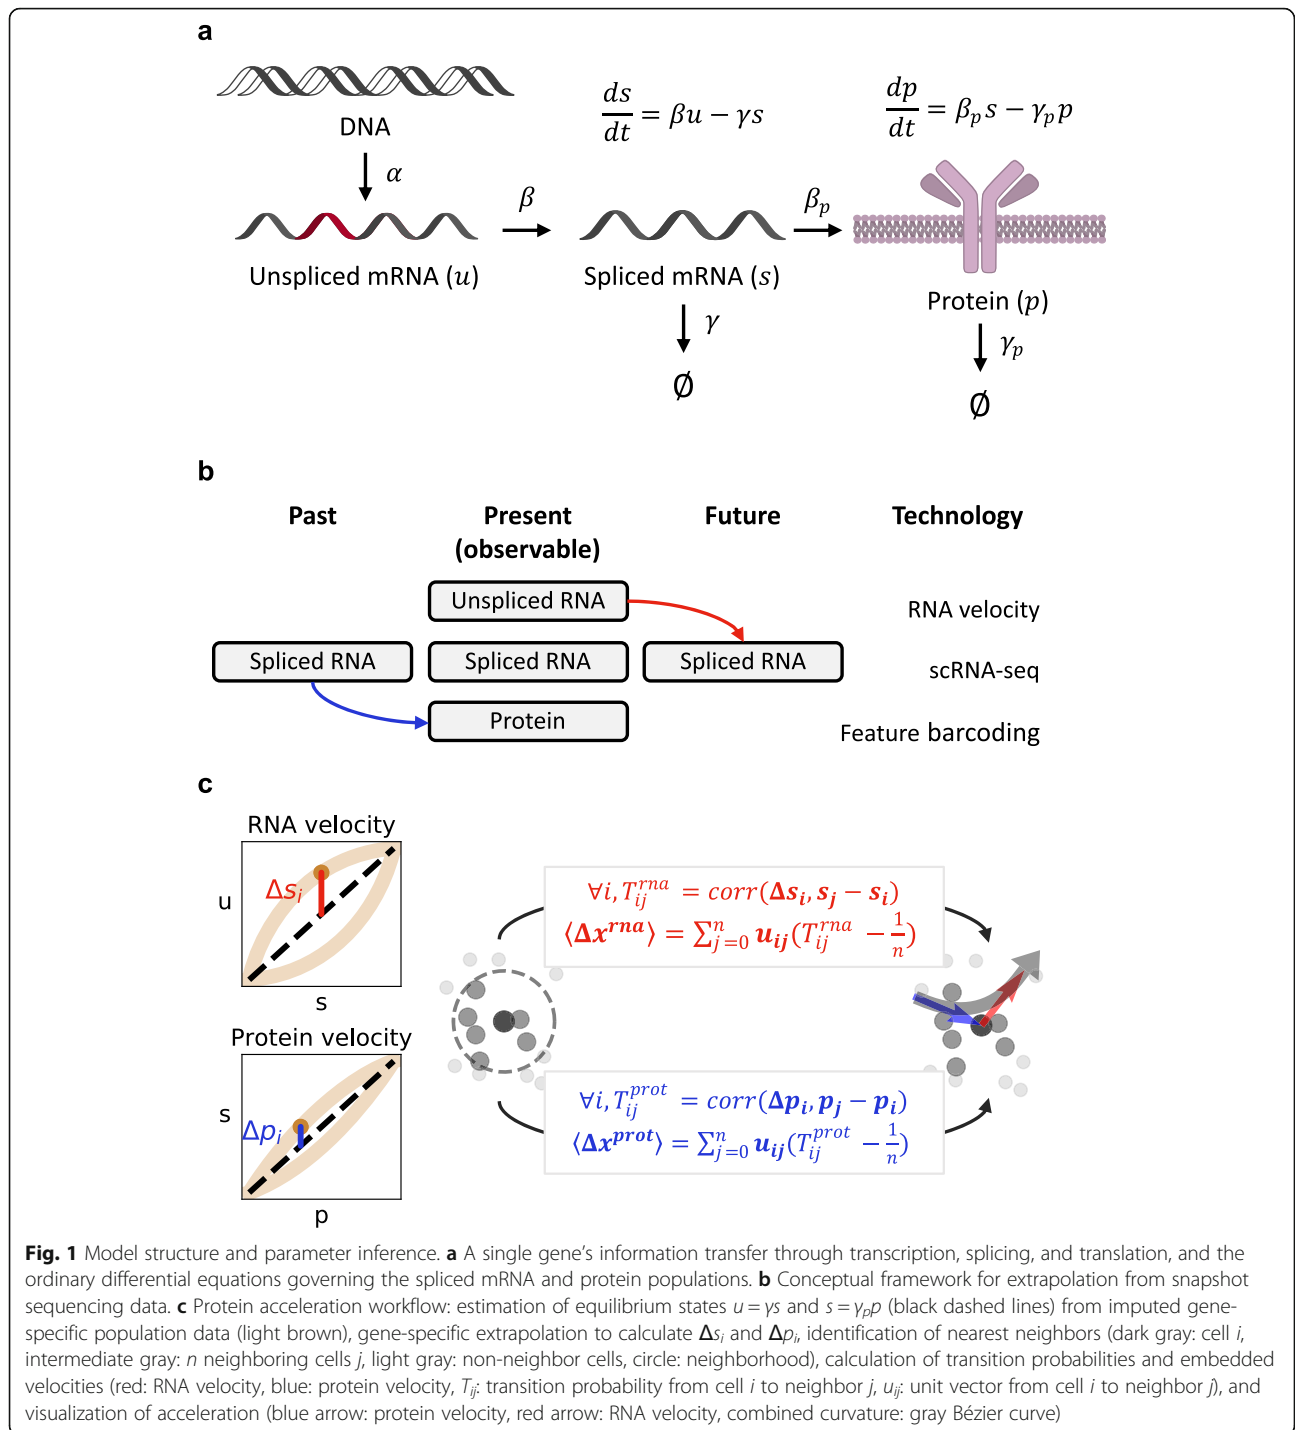 a
DNA
α
ds/dt = βu − γs
dp/dt = β_p s − γ_p p
β
β_p
Unspliced mRNA (u)
Spliced mRNA (s)
Protein (p)
γ
∅
γ_p
∅
b
Past
Present (observable)
Future
Technology
Unspliced RNA
RNA velocity
Spliced RNA
Spliced RNA
Spliced RNA
scRNA-seq
Protein
Feature barcoding
c
RNA velocity
u
Δs_i
s
Protein velocity
s
Δp_i
p
∀i, T_ij^rna = corr(Δs_i, s_j − s_i)
⟨Δx^rna⟩ = ∑_{j=0}^n u_ij(T_ij^rna − 1/n)
∀i, T_ij^prot = corr(Δp_i, p_j − p_i)
⟨Δx^prot⟩ = ∑_{j=0}^n u_ij(T_ij^prot − 1/n)
Fig. 1 Model structure and parameter inference. a A single gene's information transfer through transcription, splicing, and translation, and the
ordinary differential equations governing the spliced mRNA and protein populations. b Conceptual framework for extrapolation from snapshot
sequencing data. c Protein acceleration workflow: estimation of equilibrium states u = γs and s = γ_p p (black dashed lines) from imputed gene-
specific population data (light brown), gene-specific extrapolation to calculate Δs_i and Δp_i, identification of nearest neighbors (dark gray: cell i,
intermediate gray: n neighboring cells j, light gray: non-neighbor cells, circle: neighborhood), calculation of transition probabilities and embedded
velocities (red: RNA velocity, blue: protein velocity, T_ij: transition probability from cell i to neighbor j, u_ij: unit vector from cell i to neighbor j), and
visualization of acceleration (blue arrow: protein velocity, red arrow: RNA velocity, combined curvature: gray Bézier curve)